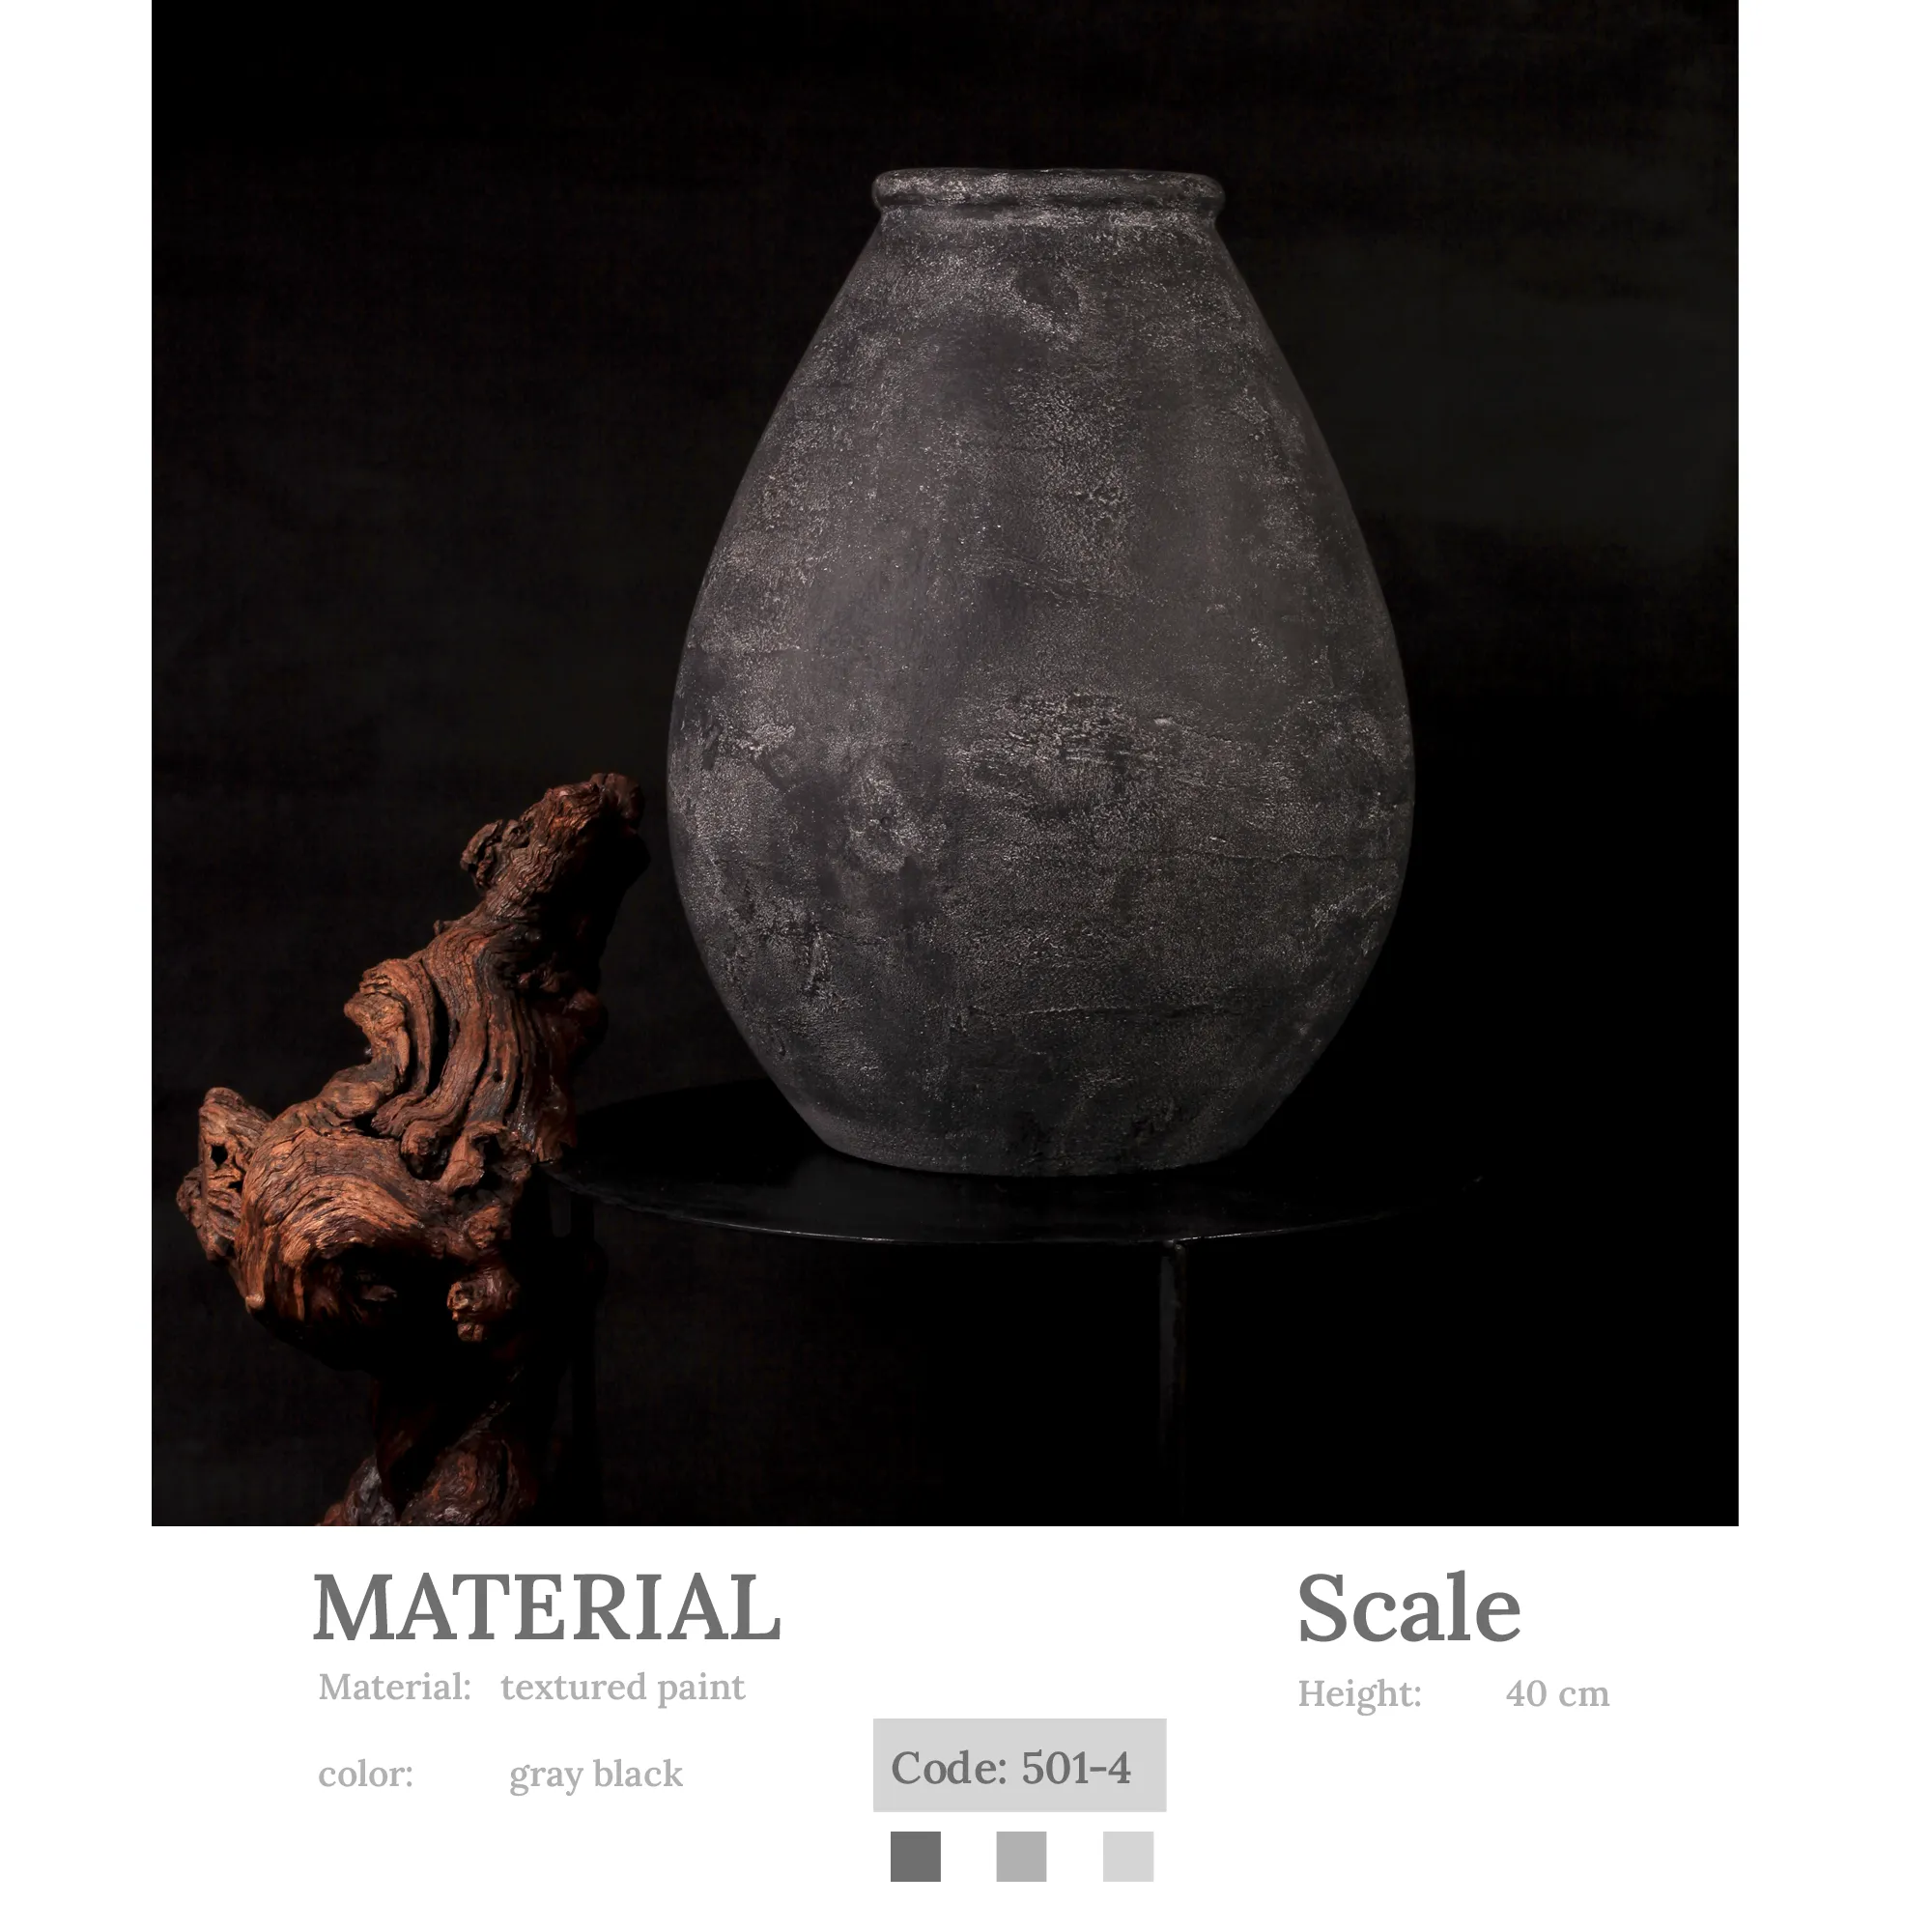 MATERIAL
Material: textured paint
color: gray black
Code: 501-4
Scale
Height: 40 cm